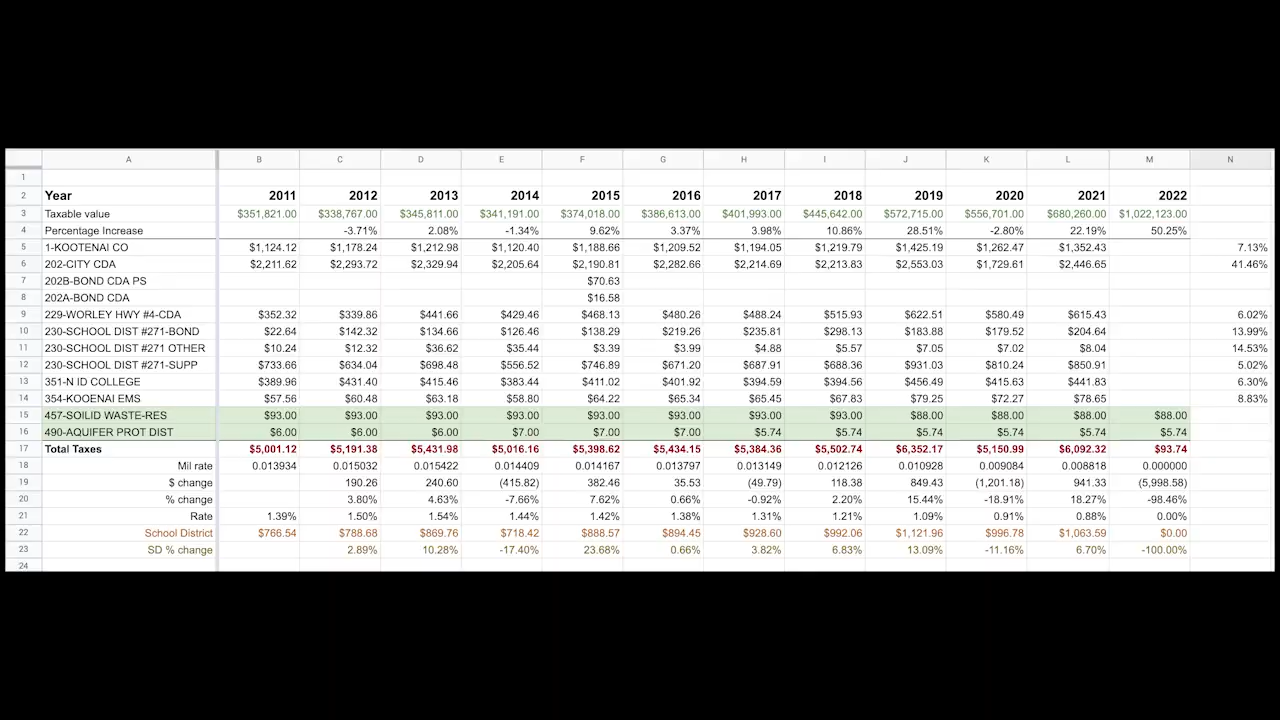 A B C D E F G H I J K L M N
1
2 Year 2011 2012 2013 2014 2015 2016 2017 2018 2019 2020 2021 2022
3 Taxable value $351,821.00 $338,767.00 $345,811.00 $341,191.00 $374,018.00 $386,613.00 $401,993.00 $445,642.00 $572,715.00 $556,701.00 $680,260.00 $1,022,123.00
4 Percentage Increase -3.71% 2.08% -1.34% 9.62% 3.37% 3.98% 10.86% 28.51% -2.80% 22.19% 50.25%
5 1-KOOTENAI CO $1,124.12 $1,178.24 $1,212.98 $1,120.40 $1,188.66 $1,209.52 $1,194.05 $1,219.79 $1,425.19 $1,262.47 $1,352.43 7.13%
6 202-CITY CDA $2,211.62 $2,293.72 $2,329.94 $2,205.64 $2,190.81 $2,282.66 $2,214.69 $2,213.83 $2,553.03 $1,729.61 $2,446.65 41.46%
7 202B-BOND CDA PS $70.63
8 202A-BOND CDA $16.58
9 229-WORLEY HWY #4-CDA $352.32 $339.86 $441.66 $429.46 $468.13 $480.26 $488.24 $515.93 $622.51 $580.49 $615.43 6.02%
10 230-SCHOOL DIST #271-BOND $22.64 $142.32 $134.66 $126.46 $138.29 $219.26 $235.81 $298.13 $183.88 $179.52 $204.64 13.99%
11 230-SCHOOL DIST #271 OTHER $10.24 $12.32 $36.62 $35.44 $3.39 $3.99 $4.88 $5.57 $7.05 $7.02 $8.04 14.53%
12 230-SCHOOL DIST #271-SUPP $733.66 $634.04 $698.48 $556.52 $746.89 $671.20 $687.91 $688.36 $931.03 $810.24 $850.91 5.02%
13 351-N ID COLLEGE $389.96 $431.40 $415.46 $383.44 $411.02 $401.92 $394.59 $394.56 $456.49 $415.63 $441.83 6.30%
14 354-KOOENAI EMS $57.56 $60.48 $63.18 $58.80 $64.22 $65.34 $65.45 $67.83 $79.25 $72.27 $78.65 8.83%
15 457-SOILID WASTE-RES $93.00 $93.00 $93.00 $93.00 $93.00 $93.00 $93.00 $93.00 $88.00 $88.00 $88.00 $88.00
16 490-AQUIFER PROT DIST $6.00 $6.00 $6.00 $7.00 $7.00 $7.00 $5.74 $5.74 $5.74 $5.74 $5.74 $5.74
17 Total Taxes $5,001.12 $5,191.38 $5,431.98 $5,016.16 $5,398.62 $5,434.15 $5,384.36 $5,502.74 $6,352.17 $5,150.99 $6,092.32 $93.74
18 Mil rate 0.013934 0.015032 0.015422 0.014409 0.014167 0.013797 0.013149 0.012126 0.010928 0.009084 0.008818 0.000000
19 $ change 190.26 240.60 (415.82) 382.46 35.53 (49.79) 118.38 849.43 (1,201.18) 941.33 (5,998.58)
20 % change 3.80% 4.63% -7.66% 7.62% 0.66% -0.92% 2.20% 15.44% -18.91% 18.27% -98.46%
21 Rate 1.39% 1.50% 1.54% 1.44% 1.42% 1.38% 1.31% 1.21% 1.09% 0.91% 0.88% 0.00%
22 School District $766.54 $788.68 $869.76 $718.42 $888.57 $894.45 $928.60 $992.06 $1,121.96 $996.78 $1,063.59 $0.00
23 SD % change 2.89% 10.28% -17.40% 23.68% 0.66% 3.82% 6.83% 13.09% -11.16% 6.70% -100.00%
24